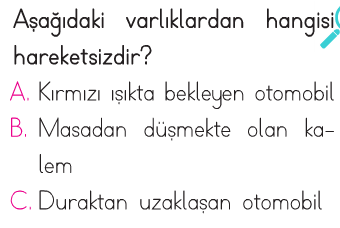 Aşağıdaki varlıklardan hangisi
hareketsizdir?
A. Kırmızı ışıkta bekleyen otomobil
B. Masadan düşmekte olan ka-
lem
C. Duraktan uzaklaşan otomobil